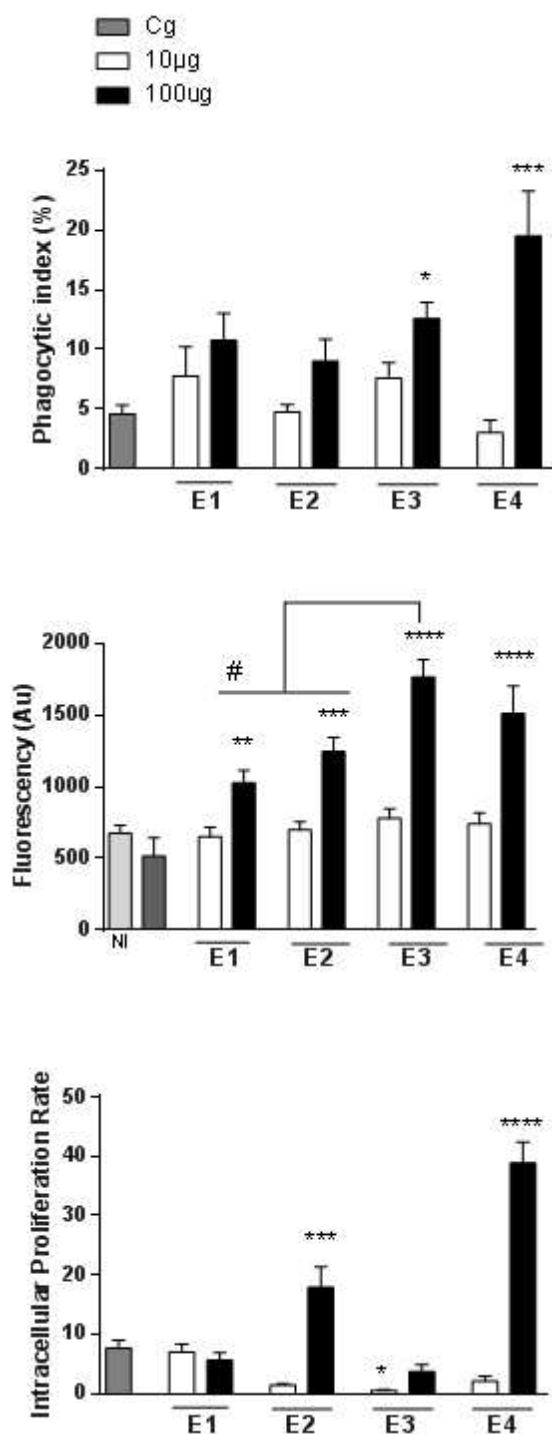 Cg
10µg
100ug
Phagocytic index (%)
25
20
15
10
5
0
*
***
E1
E2
E3
E4
Fluorescency (Au)
2000
1500
1000
500
0
#
**
***
****
****
NI
E1
E2
E3
E4
Intracellular Proliferation Rate
50
40
30
20
10
0
***
*
****
E1
E2
E3
E4